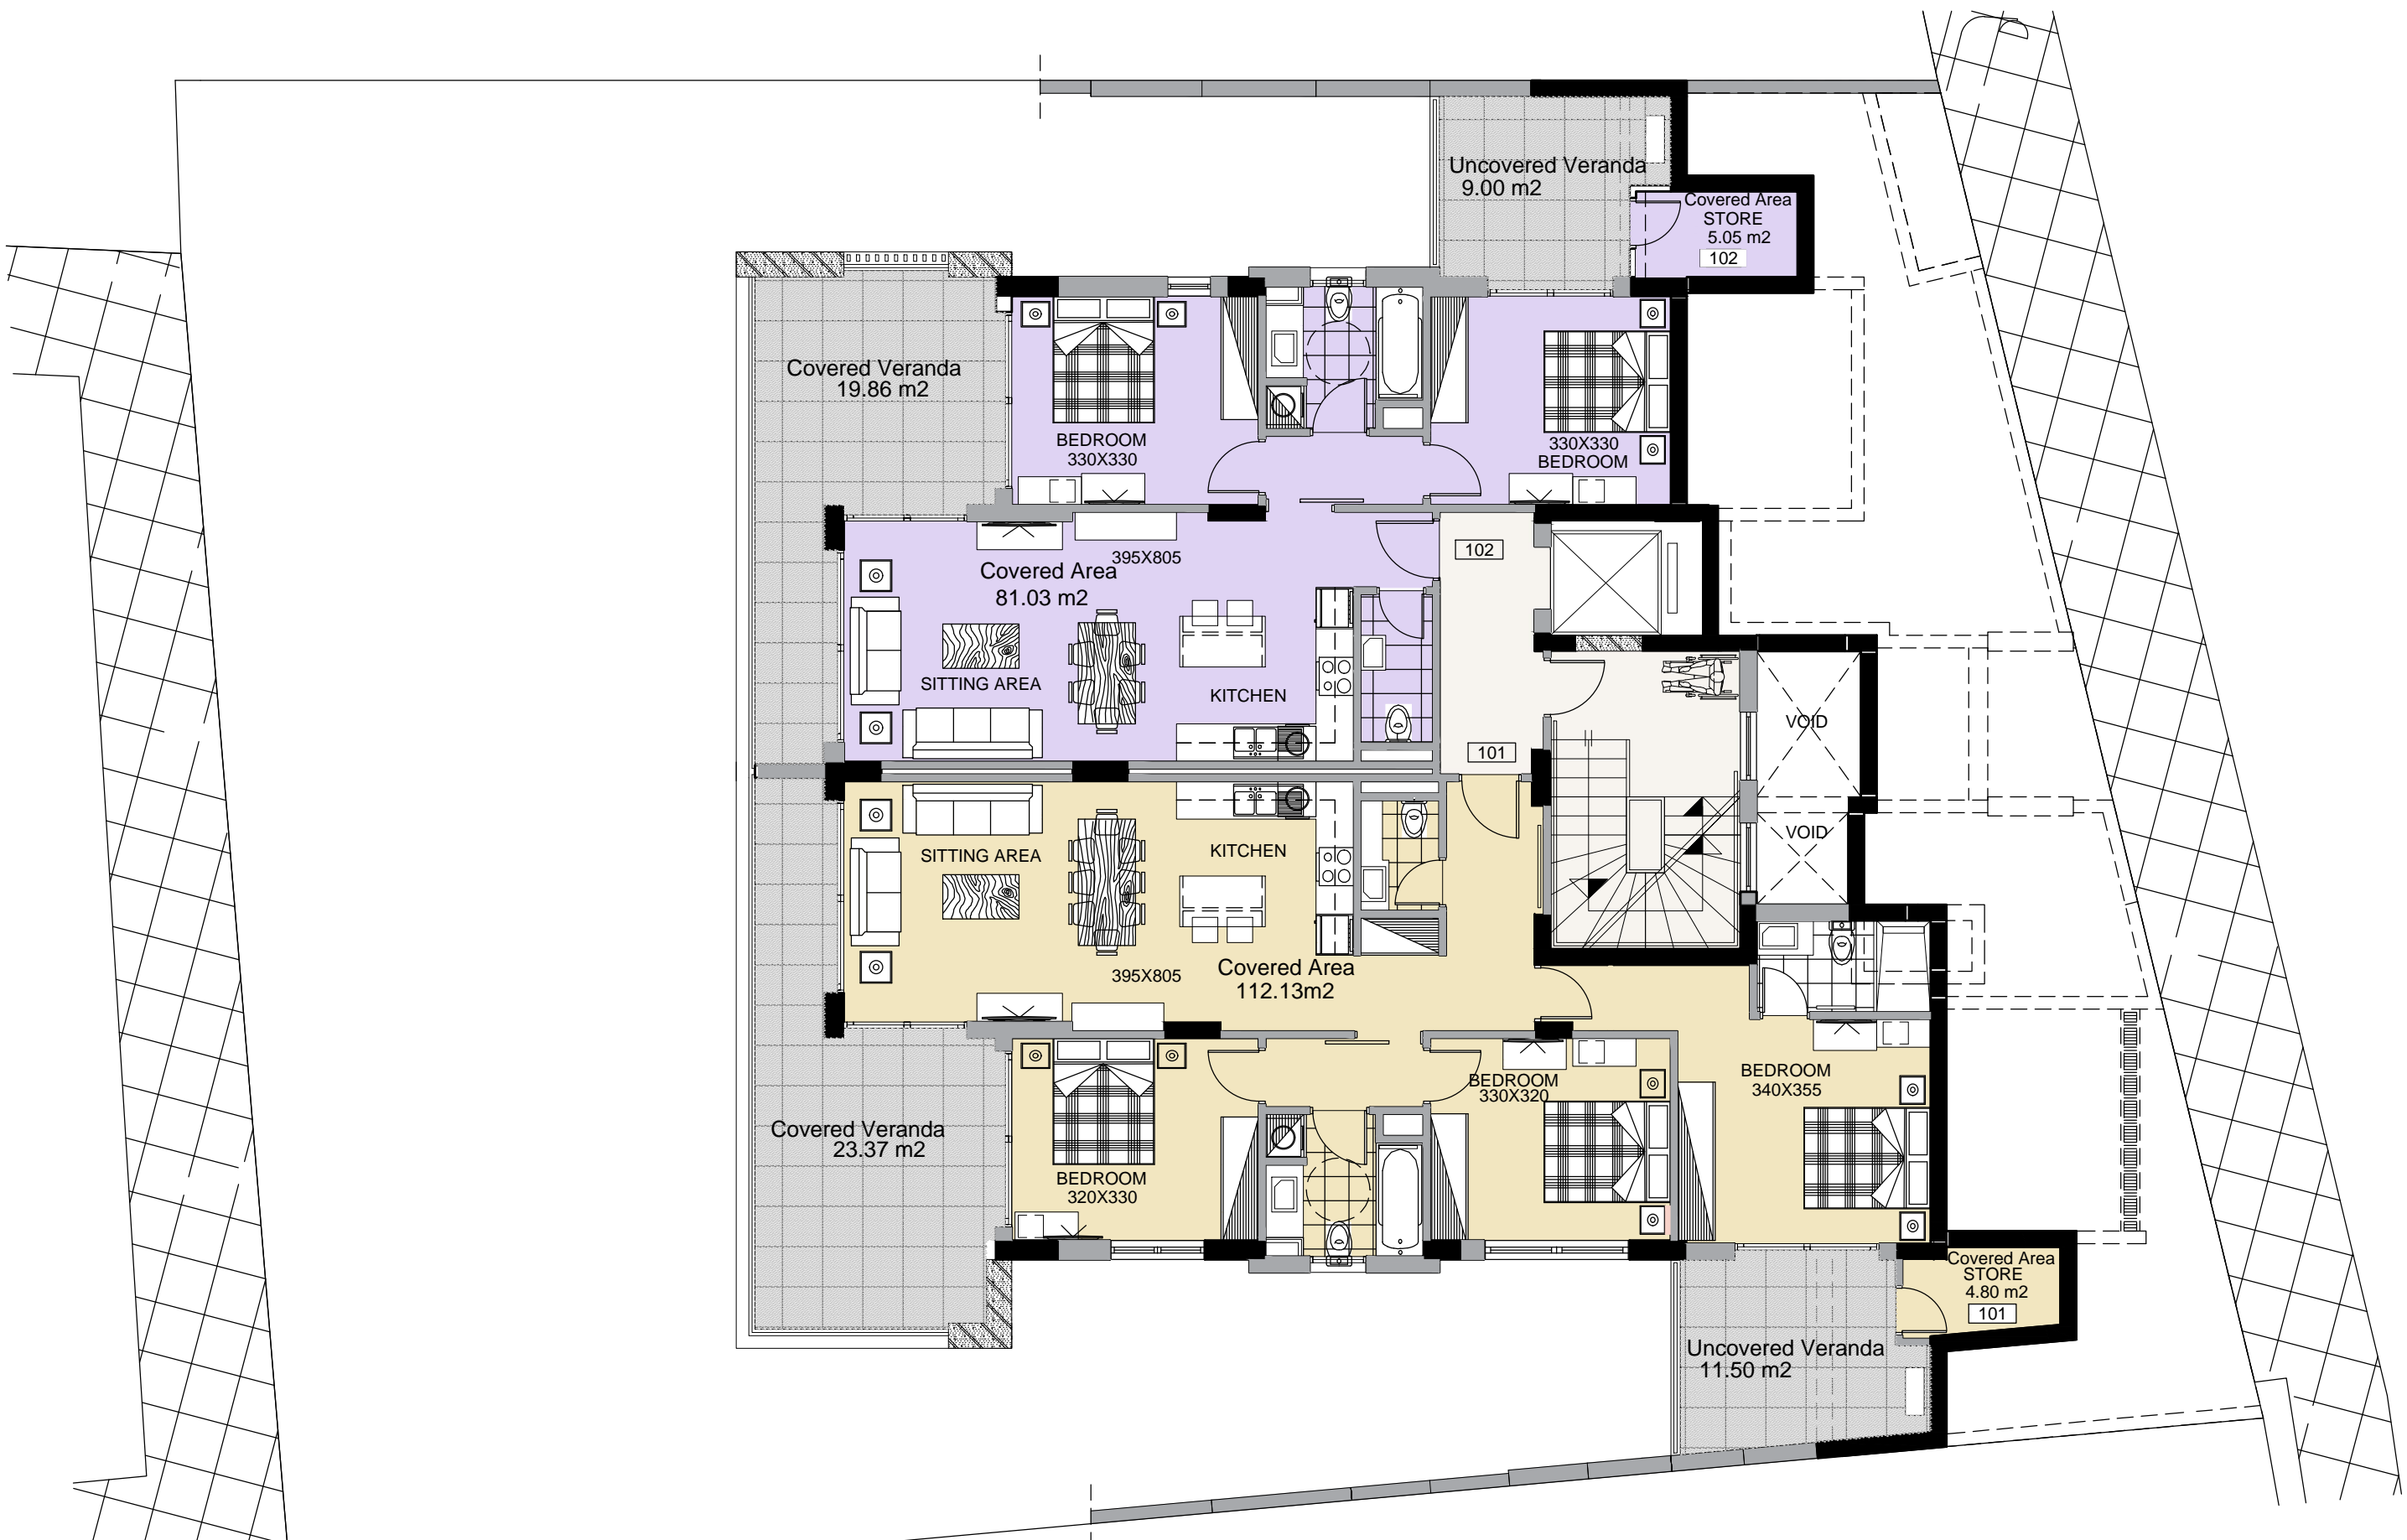 Uncovered Veranda
9.00 m2
Covered Area
STORE
5.05 m2
102
Covered Veranda
19.86 m2
BEDROOM
330X330
330X330
BEDROOM
395X805
Covered Area
81.03 m2
102
SITTING AREA
KITCHEN
VOID
101
VOID
SITTING AREA
KITCHEN
395X805
Covered Area
112.13m2
BEDROOM
330X320
BEDROOM
340X355
Covered Veranda
23.37 m2
BEDROOM
320X330
Covered Area
STORE
4.80 m2
101
Uncovered Veranda
11.50 m2